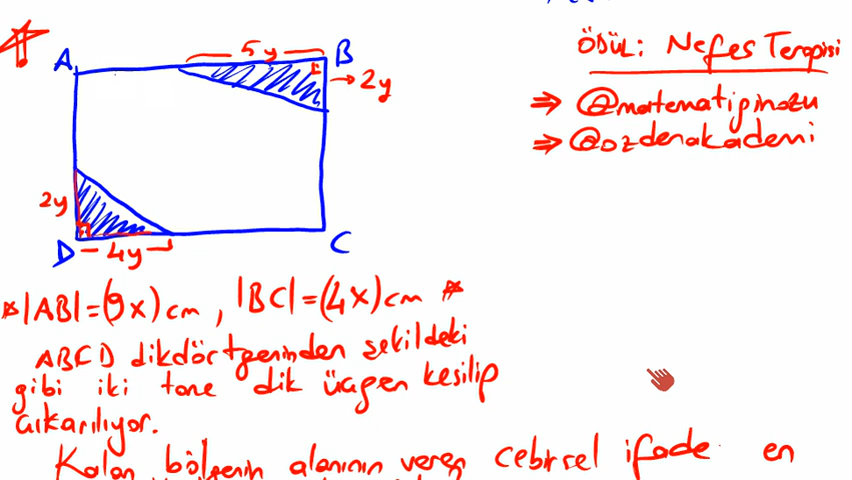 ÖDÜL: Nefes Terapisi
⇒ @matematiginozu
⇒ @ozdenakademi
A
5y
B
→2y
2y
D
4y
C
*|AB|=(9x)cm, |BC|=(4x)cm *
ABCD dikdörtgeninden şekildeki
gibi iki tane dik üçgen kesilip
çıkarılıyor.
Kalan bölgenin alanının veren cebirsel ifade en